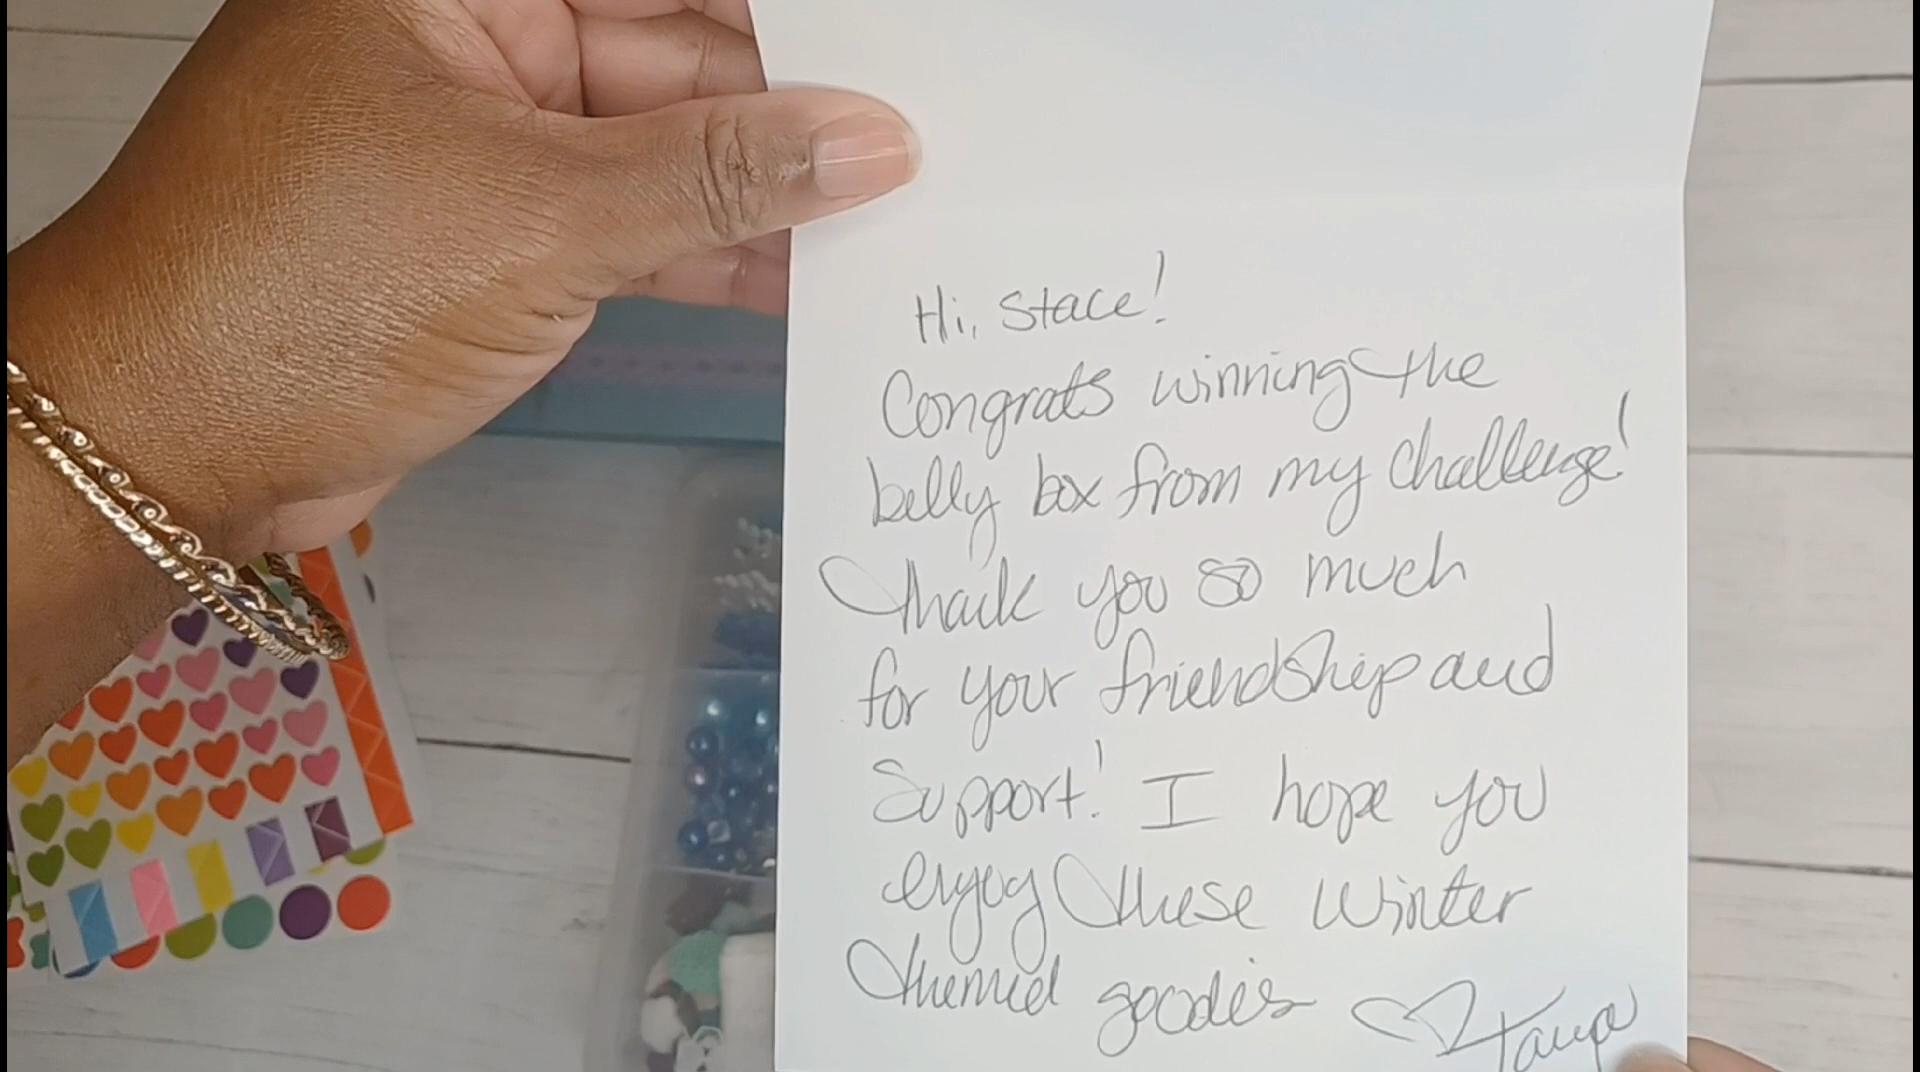 Hi, Stace!
Congrats winning the
belly box from my challenge!
Thank you so much
for your friendship and
Support! I hope you
enjoy these winter
themed goodies